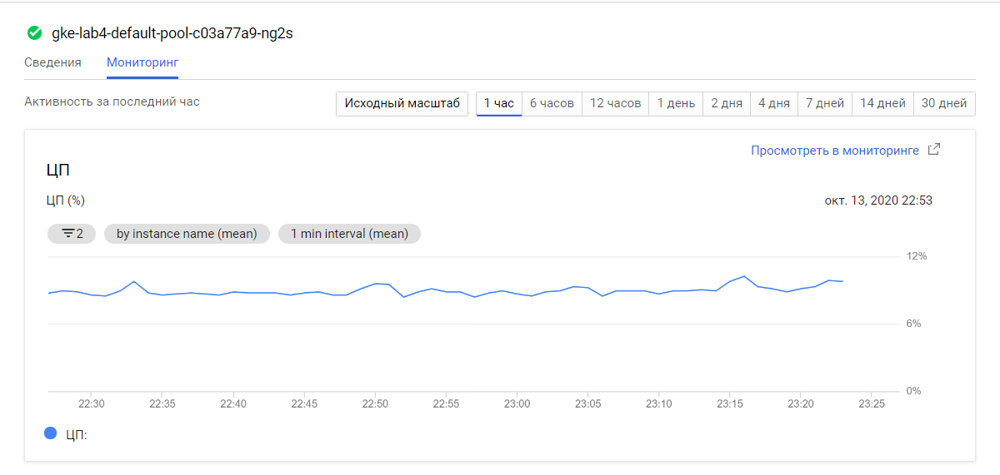 gke-lab4-default-pool-c03a77a9-ng2s
Сведения Мониторинг
Активность за последний час Исходный масштаб 1 час 6 часов 12 часов 1 день 2 дня 4 дня 7 дней 14 дней 30 дней
Просмотреть в мониторинге
ЦП
ЦП (%) окт. 13, 2020 22:53
2 by instance name (mean) 1 min interval (mean)
12%
6%
0%
22:30 22:35 22:40 22:45 22:50 22:55 23:00 23:05 23:10 23:15 23:20 23:25
ЦП: